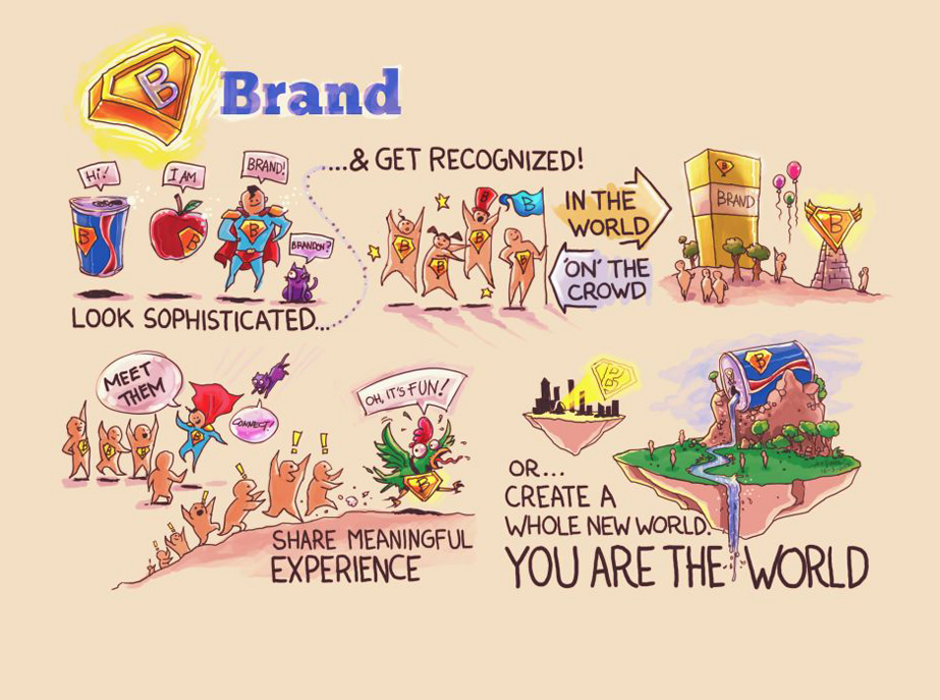 B Brand
Hi!
I AM
BRAND!
BRANDON?
B
B
B
LOOK SOPHISTICATED...
....& GET RECOGNIZED!
B
B
B
B
B
IN THE
WORLD
'ON' THE
CROWD
B
BRAND
B
MEET
THEM
CONNECT!
B
B
B
B
! ! ! !
OH, IT'S FUN!
B
SHARE MEANINGFUL
EXPERIENCE
B
B
OR...
CREATE A
WHOLE NEW WORLD.
YOU ARE THE WORLD